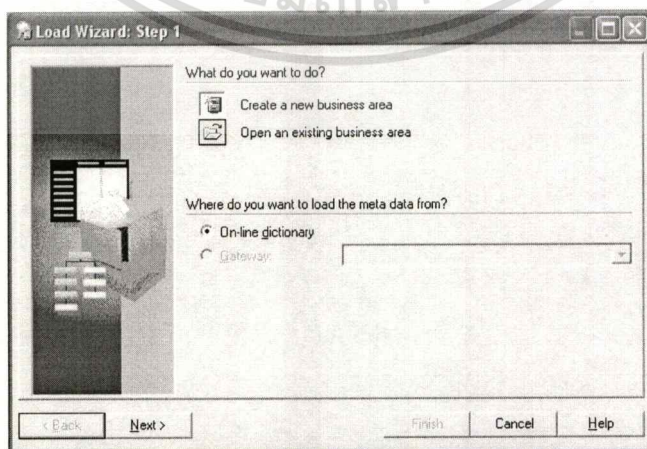 Load Wizard: Step 1
What do you want to do?
Create a new business area
Open an existing business area
Where do you want to load the meta data from?
On-line dictionary
Gateway:
< Back
Next >
Finish
Cancel
Help